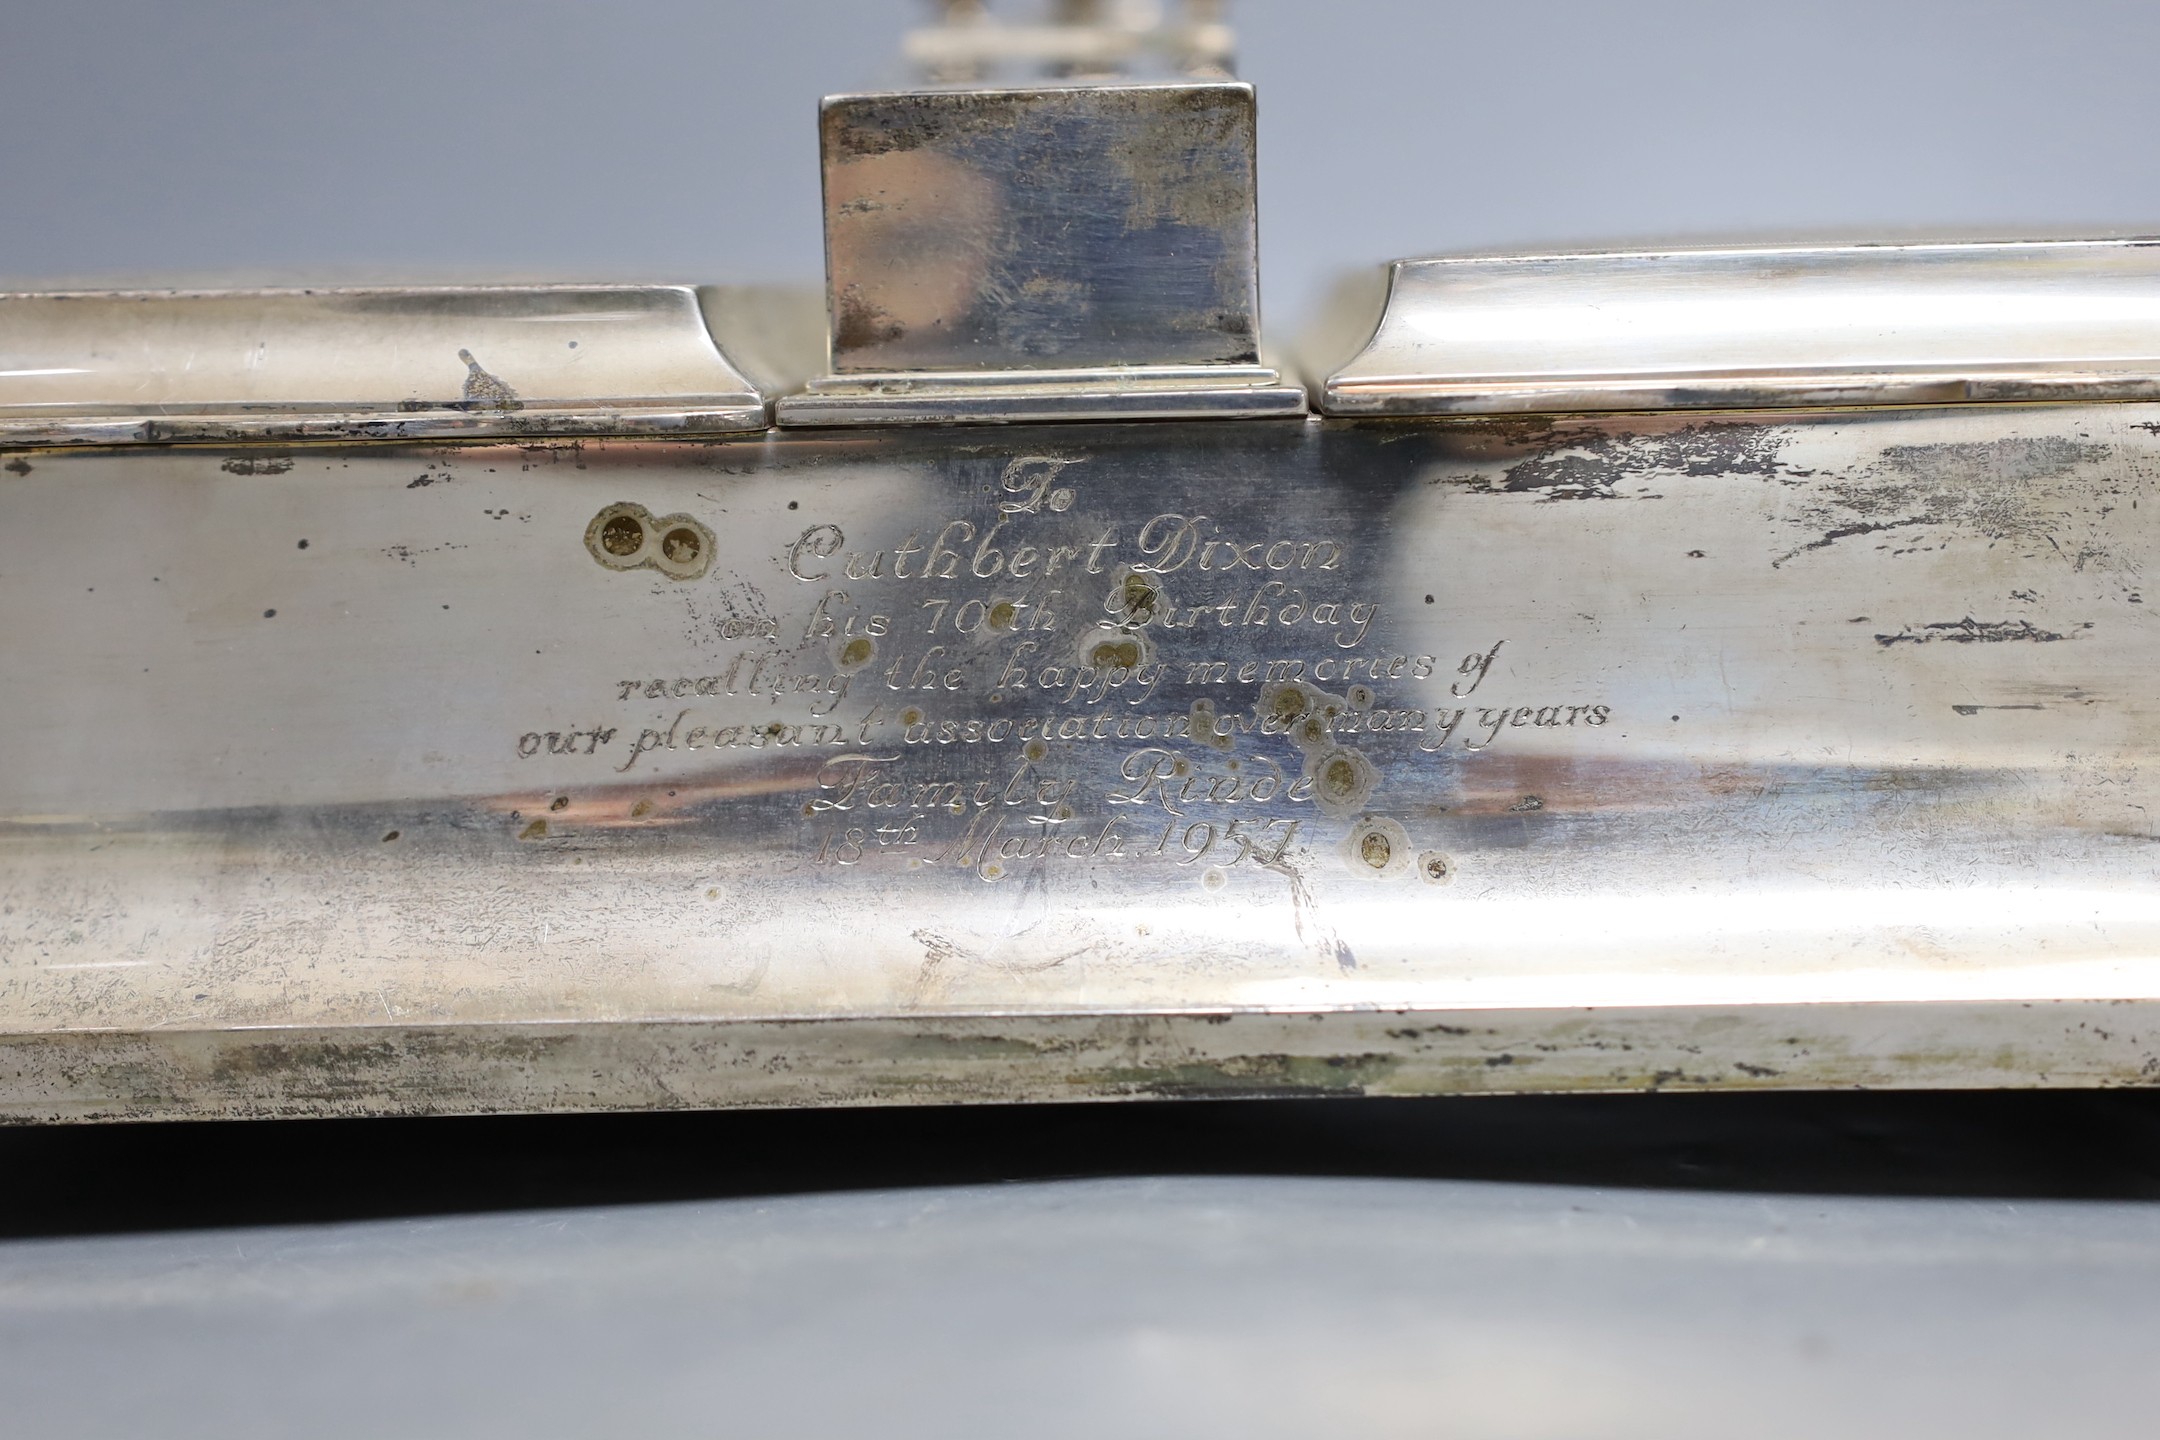 To
Cuthbert Dixon
on his 70th Birthday
recalling the happy memories of
our pleasant association over many years
Family Rinde
18th March. 1957